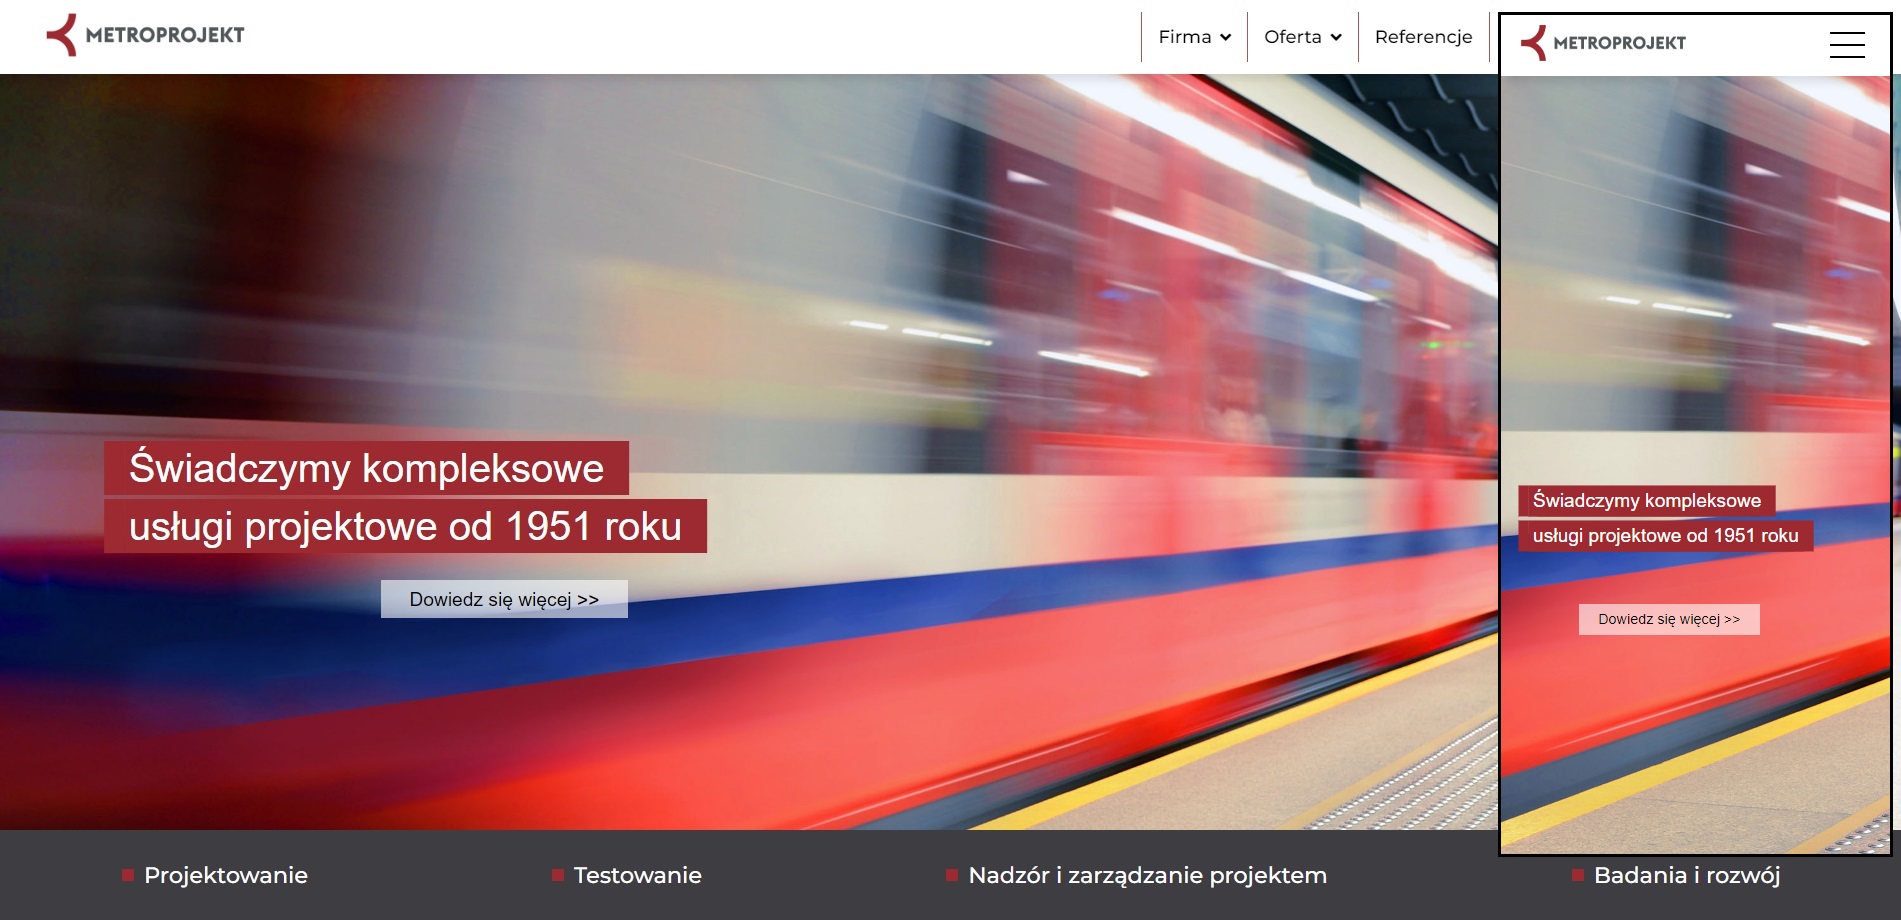 METROPROJEKT
Firma
Oferta
Referencje
Świadczymy kompleksowe
usługi projektowe od 1951 roku
Dowiedz się więcej >>
Projektowanie
Testowanie
Nadzór i zarządzanie projektem
Badania i rozwój
METROPROJEKT
Świadczymy kompleksowe
usługi projektowe od 1951 roku
Dowiedz się więcej >>